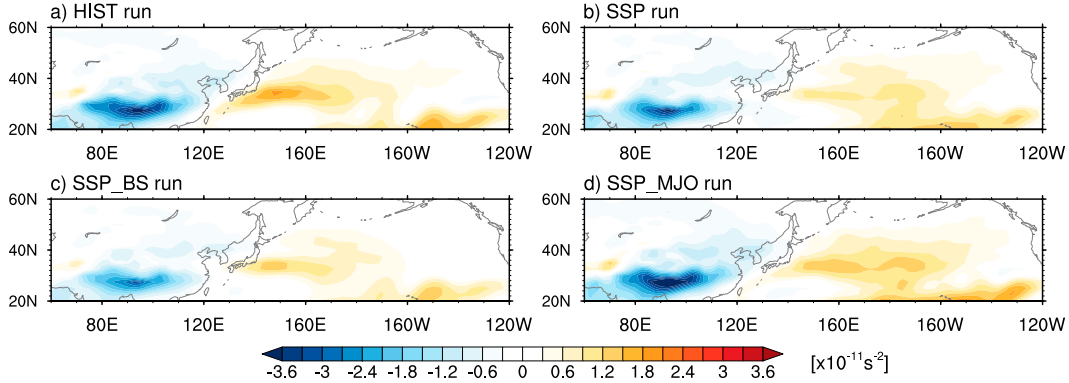 a) HIST run
b) SSP run
60N 60N
40N 40N
20N 20N
80E 120E 160E 160W 120W 80E 120E 160E 160W 120W
c) SSP_BS run
d) SSP_MJO run
60N 60N
40N 40N
20N 20N
80E 120E 160E 160W 120W 80E 120E 160E 160W 120W
-3.6 -3 -2.4 -1.8 -1.2 -0.6 0 0.6 1.2 1.8 2.4 3 3.6 [x10⁻¹¹s⁻²]